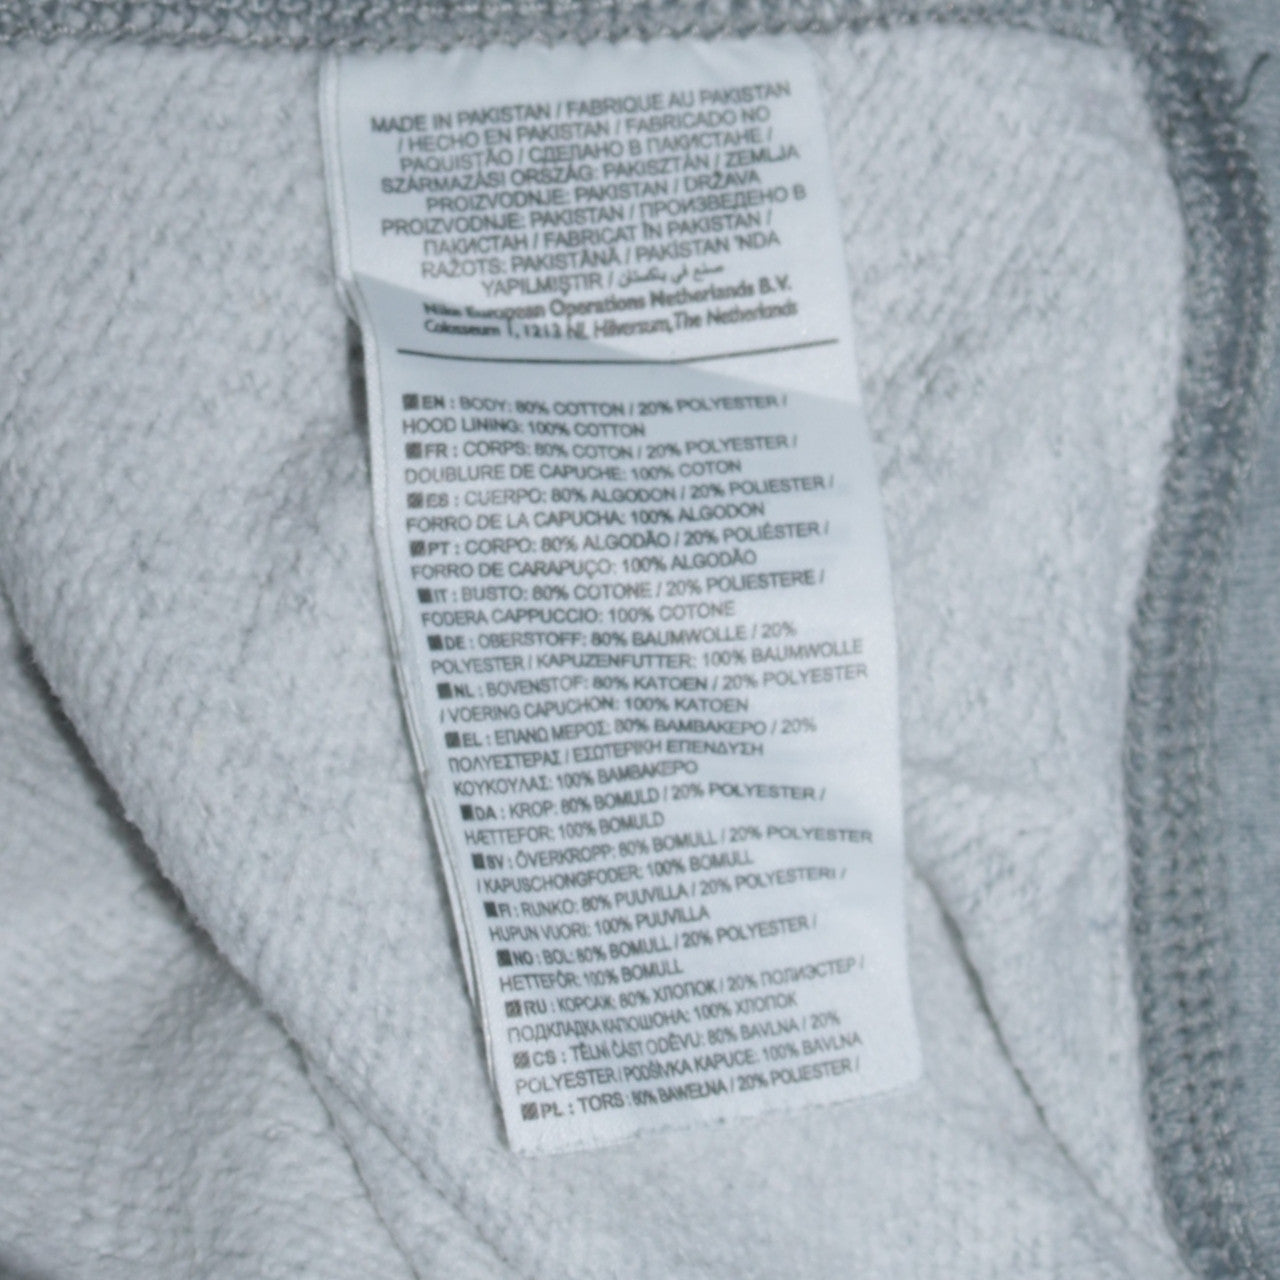 MADE IN PAKISTAN / FABRIQUE AU PAKISTAN
/ HECHO EN PAKISTAN / FABRICADO NO
PAQUISTÃO / СДЕЛАНО В ПАКИСТАНЕ /
SZÁRMAZÁSI ORSZÁG: PAKISZTÁN / ZEMLJA
PROIZVODNJE: PAKISTAN / DRŽAVA
PROIZVODNJE: PAKISTAN / ПРОИЗВЕДЕНО В
ПАКИСТАН / FABRICAT ÎN PAKISTAN /
RAŽOTS: PAKISTĀNĀ / PAKİSTAN 'NDA
YAPILMIŞTIR / صنع في باكستان
Nike European Operations Netherlands B.V.
Colosseum 1, 1213 NL Hilversum, The Netherlands
EN : BODY: 80% COTTON / 20% POLYESTER /
HOOD LINING: 100% COTTON
FR : CORPS: 80% COTON / 20% POLYESTER /
DOUBLURE DE CAPUCHE: 100% COTON
ES : CUERPO: 80% ALGODON / 20% POLIESTER /
FORRO DE LA CAPUCHA: 100% ALGODON
PT : CORPO: 80% ALGODÃO / 20% POLIÉSTER /
FORRO DE CARAPUÇO: 100% ALGODÃO
IT : BUSTO: 80% COTONE / 20% POLIESTERE /
FODERA CAPPUCCIO: 100% COTONE
DE : OBERSTOFF: 80% BAUMWOLLE / 20%
POLYESTER / KAPUZENFUTTER: 100% BAUMWOLLE
NL : BOVENSTOF: 80% KATOEN / 20% POLYESTER
/ VOERING CAPUCHON: 100% KATOEN
EL : ΕΠΑΝΩ ΜΕΡΟΣ: 80% ΒΑΜΒΑΚΕΡΟ / 20%
ΠΟΛΥΕΣΤΕΡΑΣ / ΕΣΩΤΕΡΙΚΗ ΕΠΕΝΔΥΣΗ
ΚΟΥΚΟΥΛΑΣ: 100% ΒΑΜΒΑΚΕΡΟ
DA : KROP: 80% BOMULD / 20% POLYESTER /
HÆTTEFOR: 100% BOMULD
SV : ÖVERKROPP: 80% BOMULL / 20% POLYESTER
/ KAPUSCHONGFODER: 100% BOMULL
FI : RUNKO: 80% PUUVILLA / 20% POLYESTERI /
HUPUN VUORI: 100% PUUVILLA
NO : BOL: 80% BOMULL / 20% POLYESTER /
HETTEFÔR: 100% BOMULL
RU : КОРСАЖ: 80% ХЛОПОК / 20% ПОЛИЭСТЕР /
ПОДКЛАДКА КАПЮШОНА: 100% ХЛОПОК
CS : TĚLNÍ ČÁST ODĚVU: 80% BAVLNA / 20%
POLYESTER / PODŠÍVKA KAPUCE: 100% BAVLNA
PL : TORS: 80% BAWEŁNA / 20% POLIESTER /